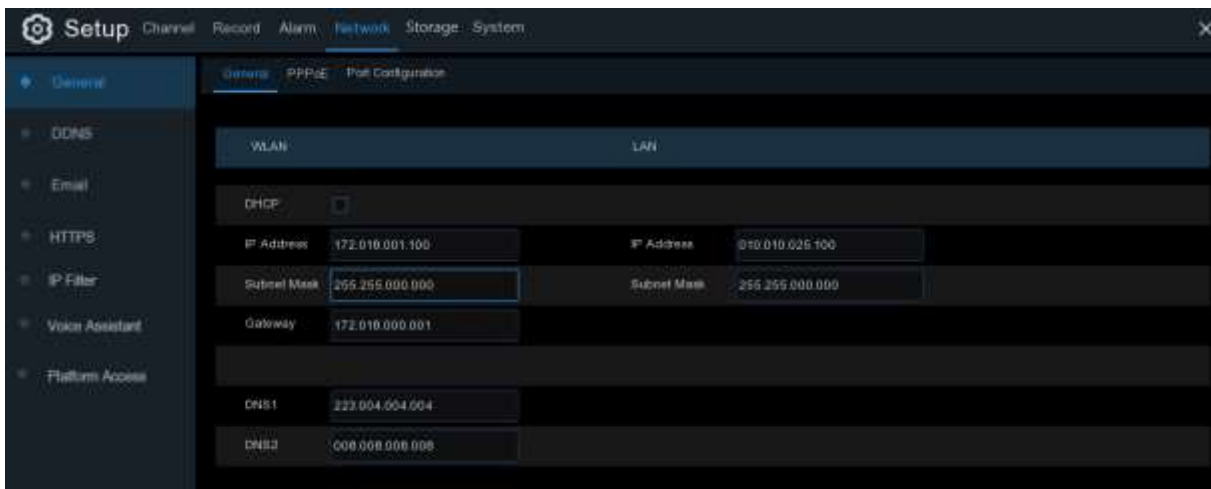 Setup Channel Record Alarm Network Storage System
General PPPoE Port Configuration
General
DDNS
Email
HTTPS
IP Filter
Voice Assistant
Platform Access
WLAN LAN
DHCP
IP Address 172.018.001.100 IP Address 010.010.025.100
Subnet Mask 255.255.000.000 Subnet Mask 255.255.000.000
Gateway 172.018.000.001
DNS1 223.004.004.004
DNS2 008.008.008.008